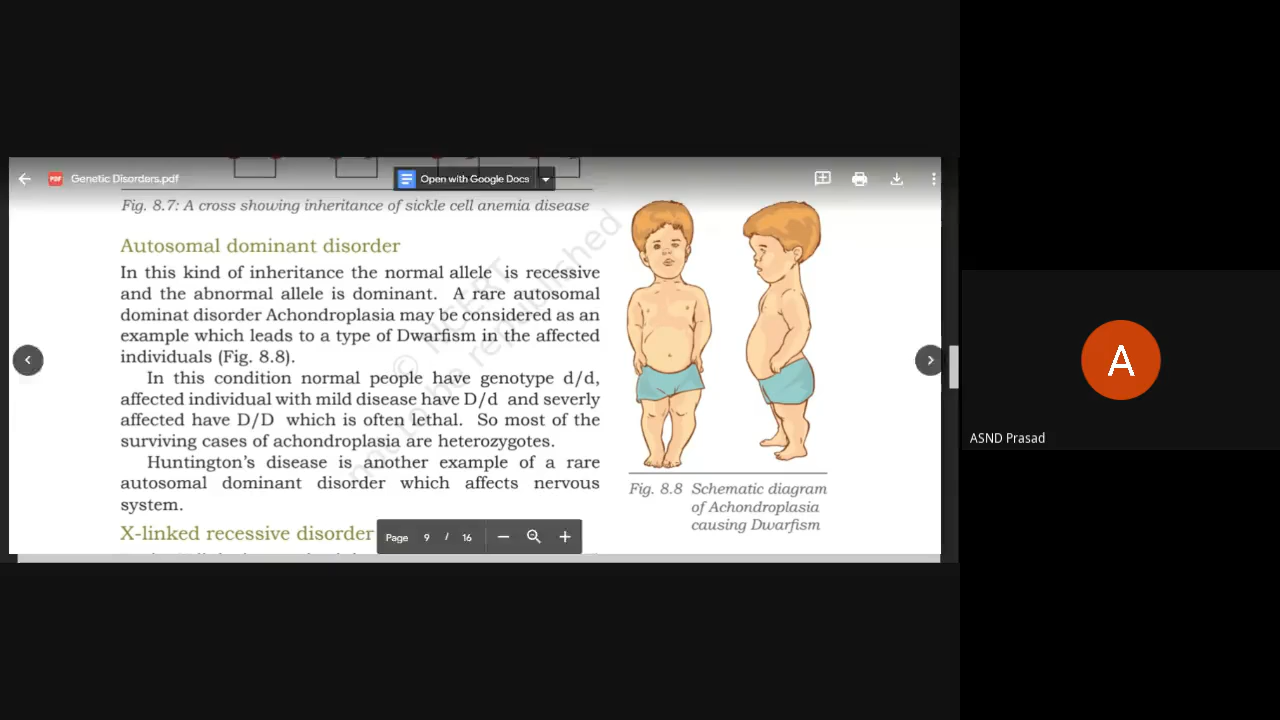 Genetic Disorders.pdf
Open with Google Docs
Fig. 8.7: A cross showing inheritance of sickle cell anemia disease
Autosomal dominant disorder
In this kind of inheritance the normal allele is recessive
and the abnormal allele is dominant. A rare autosomal
dominat disorder Achondroplasia may be considered as an
example which leads to a type of Dwarfism in the affected
individuals (Fig. 8.8).
In this condition normal people have genotype d/d,
affected individual with mild disease have D/d and severly
affected have D/D which is often lethal. So most of the
surviving cases of achondroplasia are heterozygotes.
Huntington's disease is another example of a rare
autosomal dominant disorder which affects nervous
system.
X-linked recessive disorder
Fig. 8.8 Schematic diagram
of Achondroplasia
causing Dwarfism
© NCERT
not to be republished
Page 9 / 16
PDF
A
ASND Prasad